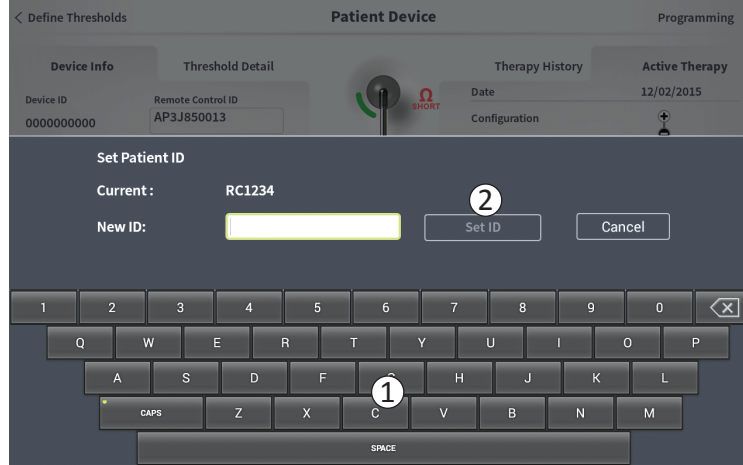 < Define Thresholds Patient Device Programming
Device Info Threshold Detail Therapy History Active Therapy
Device ID Remote Control ID Ω SHORT Date 12/02/2015
0000000000 AP3J850013 Configuration
Set Patient ID
Current : RC1234
2
New ID: Set ID Cancel
1 2 3 4 5 6 7 8 9 0
Q W E R T Y U I O P
A S D F G H J K L
1
CAPS Z X C V B N M
SPACE